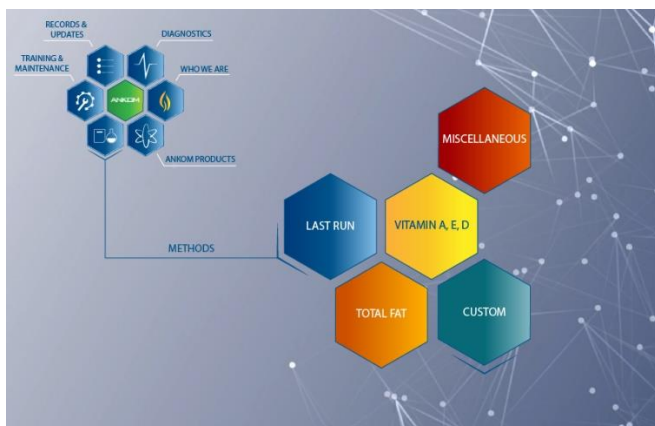 RECORDS &
UPDATES
DIAGNOSTICS
TRAINING &
MAINTENANCE
WHO WE ARE
ANKOM
ANKOM PRODUCTS
METHODS
MISCELLANEOUS
LAST RUN
VITAMIN A, E, D
TOTAL FAT
CUSTOM